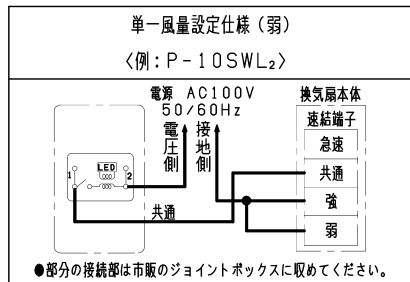 単一風量設定仕様（弱）
〈例：P-10SWL₂〉
電源 AC100V
50/60Hz
電圧側
接地側
換気扇本体
速結端子
急速
共通
強
弱
LED
1
2
共通
●部分の接続部は市販のジョイントボックスに収めてください。